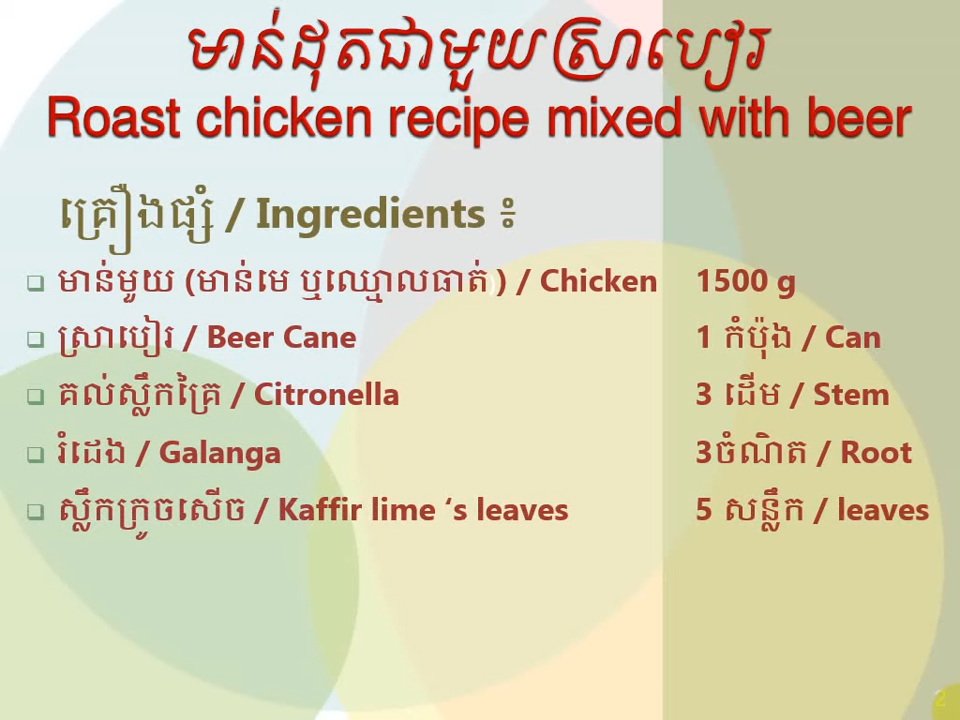 មាន់ដុតជាមួយស្រាបៀរ
Roast chicken recipe mixed with beer
គ្រឿងផ្សំ / Ingredients ៖
មាន់មួយ (មាន់មេ ឬឈ្មោលធាត់) / Chicken 1500 g
ស្រាបៀរ / Beer Cane 1 កំប៉ុង / Can
គល់ស្លឹកគ្រៃ / Citronella 3 ដើម / Stem
រំដេង / Galanga 3ចំណិត / Root
ស្លឹកក្រូចសើច / Kaffir lime ‘s leaves 5 សន្លឹក / leaves
2